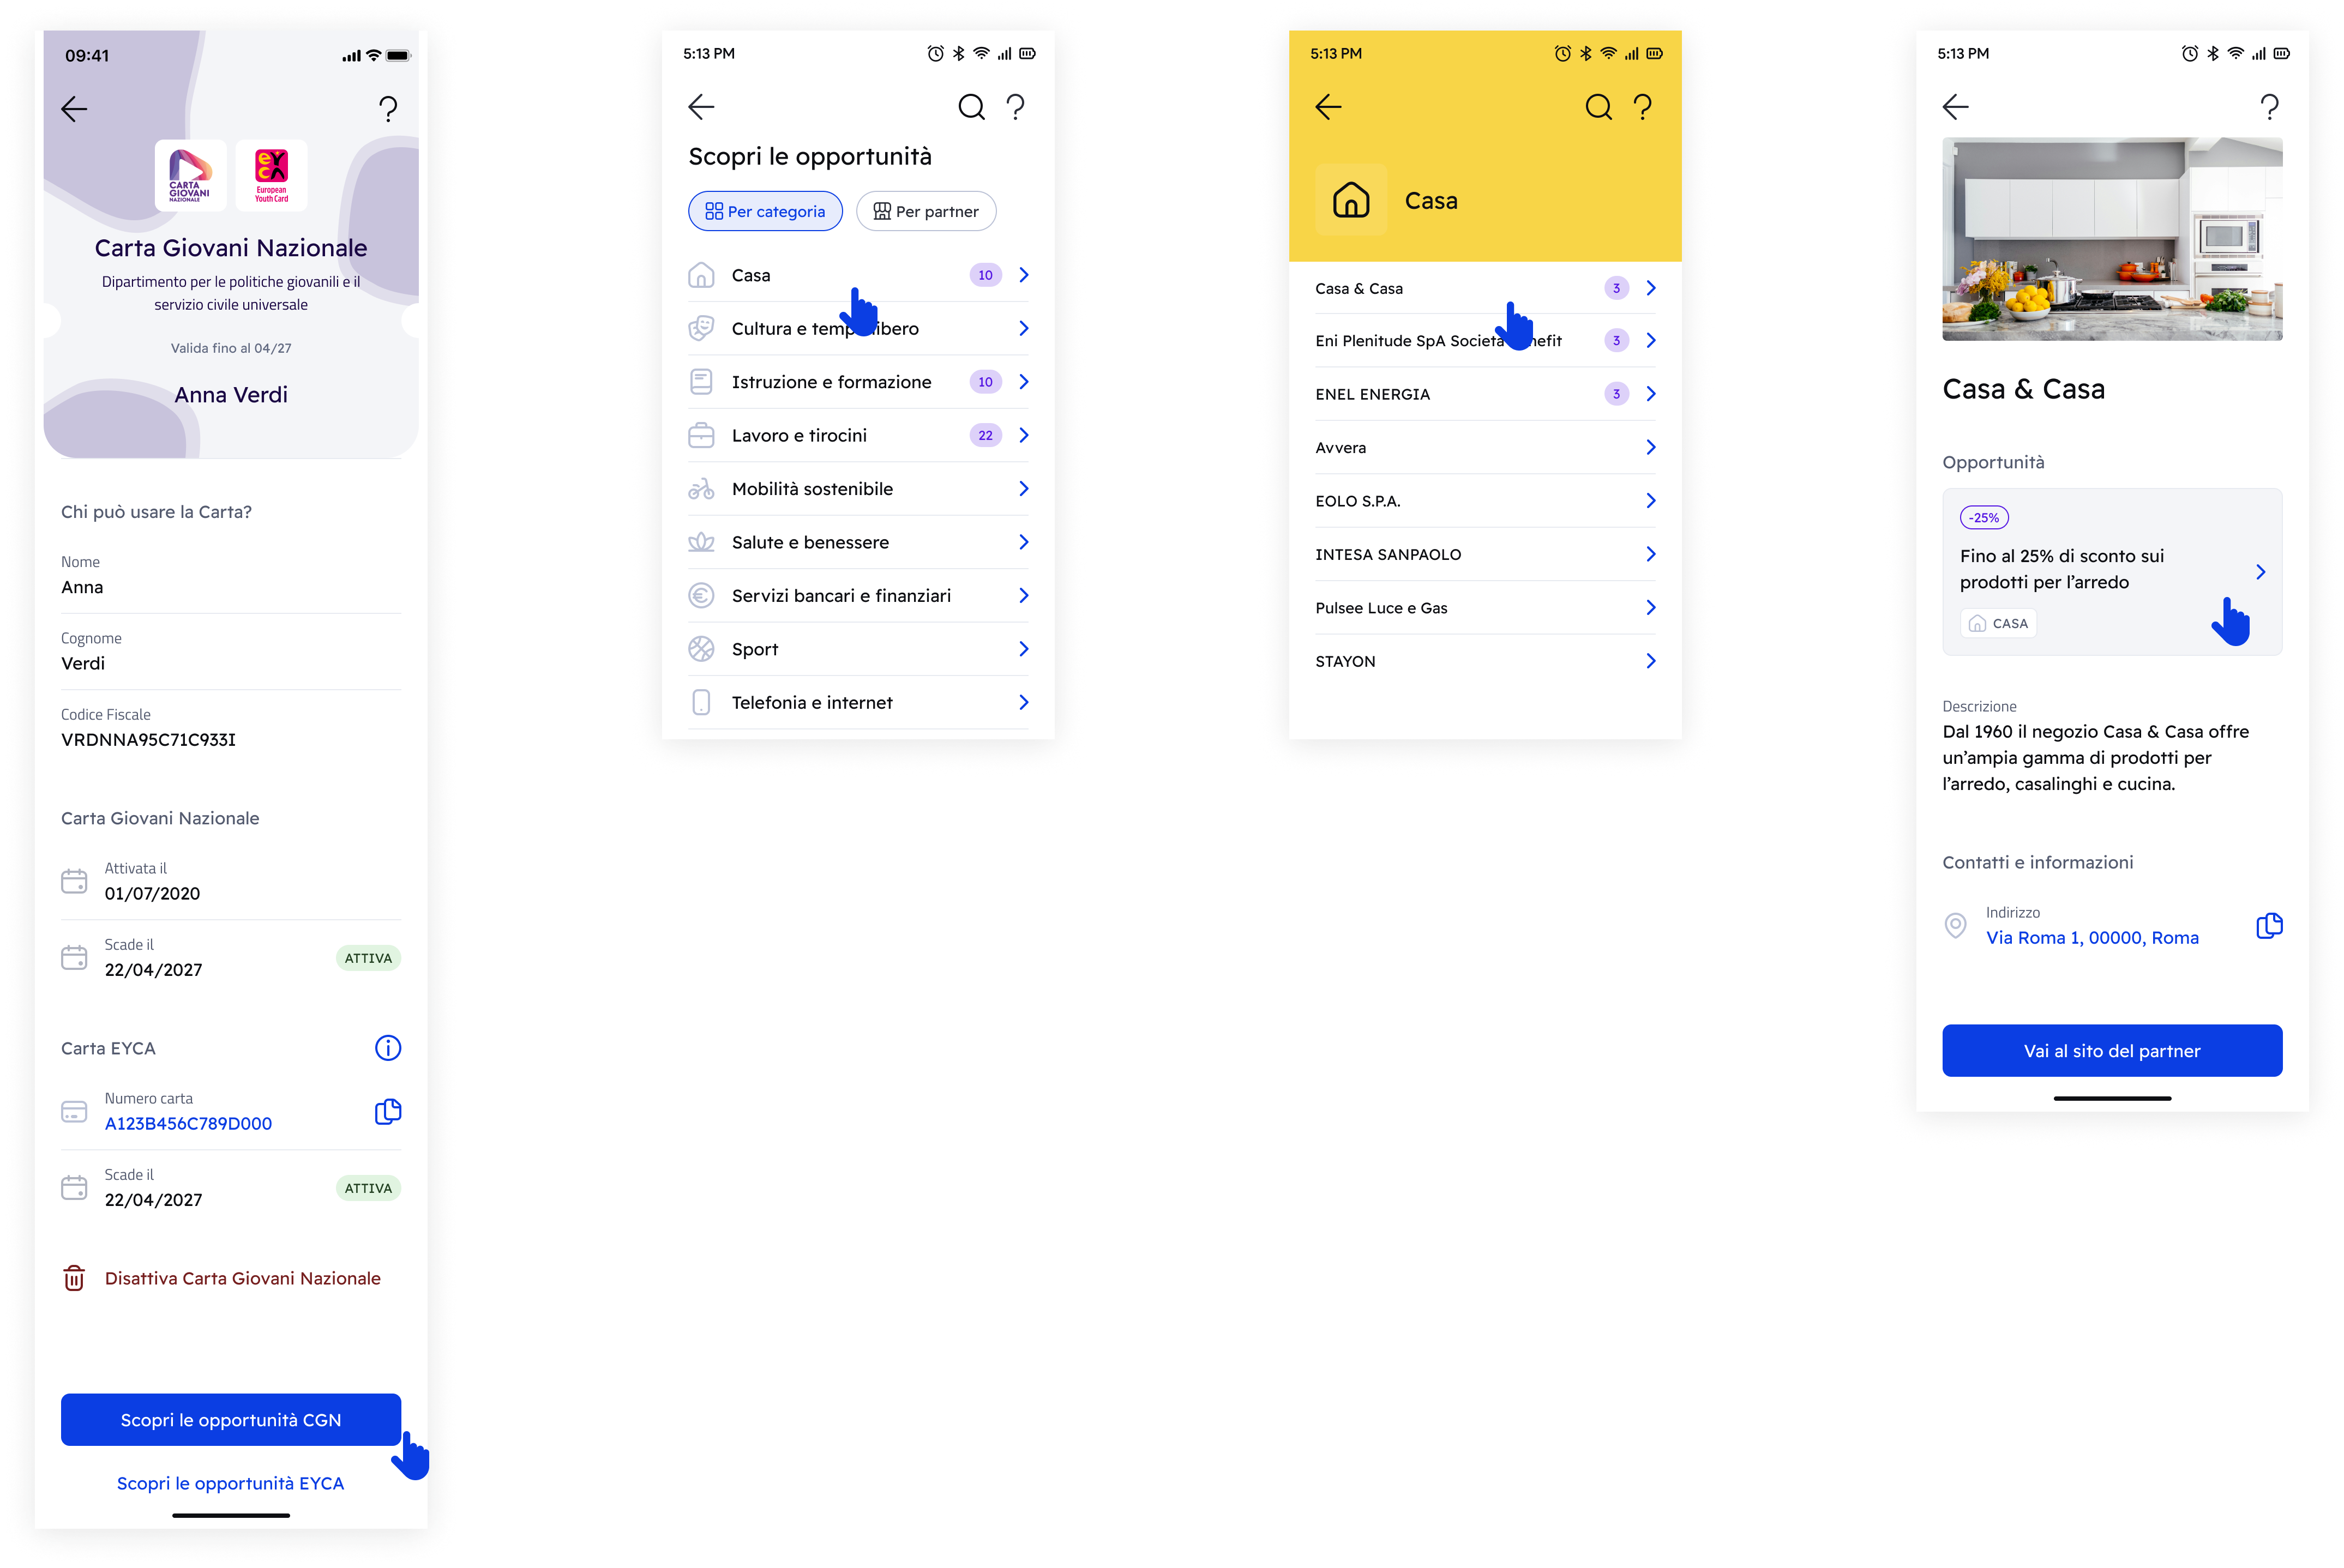 09:41
CARTA
GIOVANI
NAZIONALE
eyca
European
Youth Card
Carta Giovani Nazionale
Dipartimento per le politiche giovanili e il
servizio civile universale
Valida fino al 04/27
Anna Verdi
Chi può usare la Carta?
Nome
Anna
Cognome
Verdi
Codice Fiscale
VRDNNA95C71C933I
Carta Giovani Nazionale
Attivata il
01/07/2020
Scade il
22/04/2027
ATTIVA
Carta EYCA
Numero carta
A123B456C789D000
Scade il
22/04/2027
ATTIVA
Disattiva Carta Giovani Nazionale
Scopri le opportunità CGN
Scopri le opportunità EYCA
5:13 PM
Scopri le opportunità
Per categoria
Per partner
Casa 10
Cultura e tempo libero
Istruzione e formazione 10
Lavoro e tirocini 22
Mobilità sostenibile
Salute e benessere
Servizi bancari e finanziari
Sport
Telefonia e internet
5:13 PM
Casa
Casa & Casa 3
Eni Plenitude SpA Società Benefit 3
ENEL ENERGIA 3
Avvera
EOLO S.P.A.
INTESA SANPAOLO
Pulsee Luce e Gas
STAYON
5:13 PM
Casa & Casa
Opportunità
-25%
Fino al 25% di sconto sui
prodotti per l’arredo
CASA
Descrizione
Dal 1960 il negozio Casa & Casa offre
un’ampia gamma di prodotti per
l’arredo, casalinghi e cucina.
Contatti e informazioni
Indirizzo
Via Roma 1, 00000, Roma
Vai al sito del partner